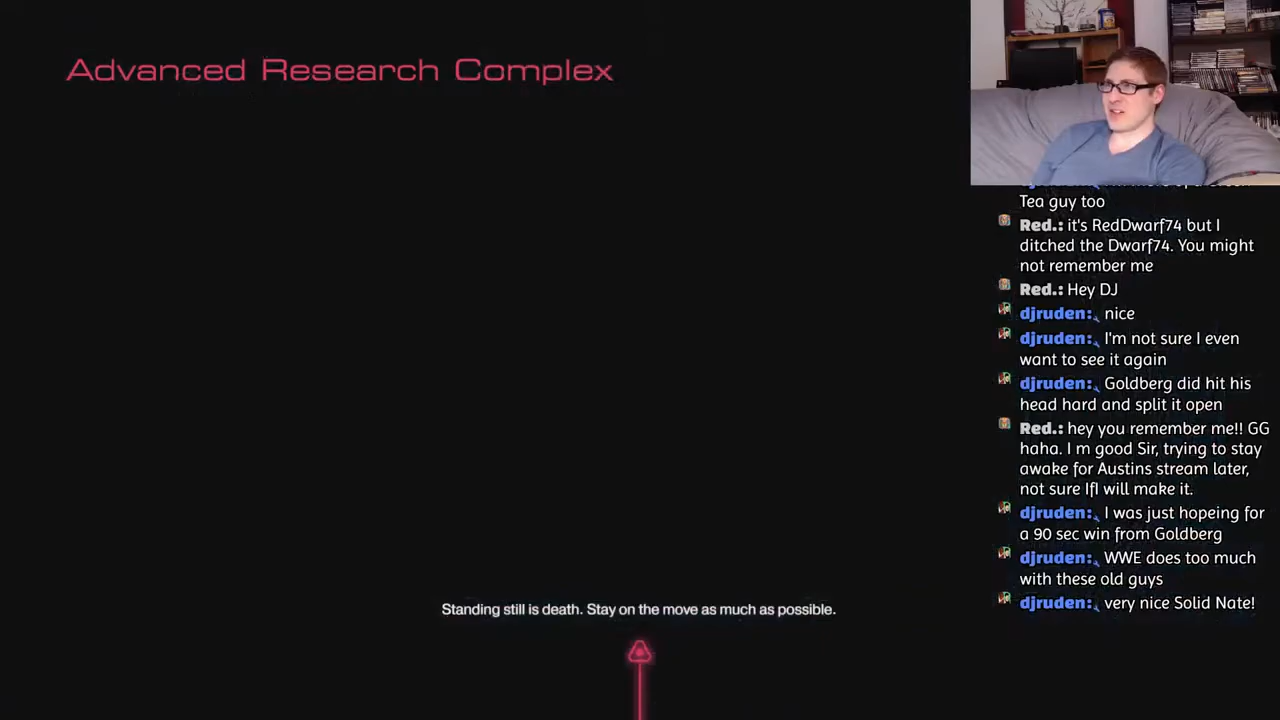 Advanced Research Complex
Tea guy too
Red.: it's RedDwarf74 but I
ditched the Dwarf74. You might
not remember me
Red.: Hey DJ
djruden: nice
djruden: I'm not sure I even
want to see it again
djruden: Goldberg did hit his
head hard and split it open
Red.: hey you remember me!! GG
haha. I m good Sir, trying to stay
awake for Austins stream later,
not sure IfI will make it.
djruden: I was just hopeing for
a 90 sec win from Goldberg
djruden: WWE does too much
with these old guys
djruden: very nice Solid Nate!
Standing still is death. Stay on the move as much as possible.